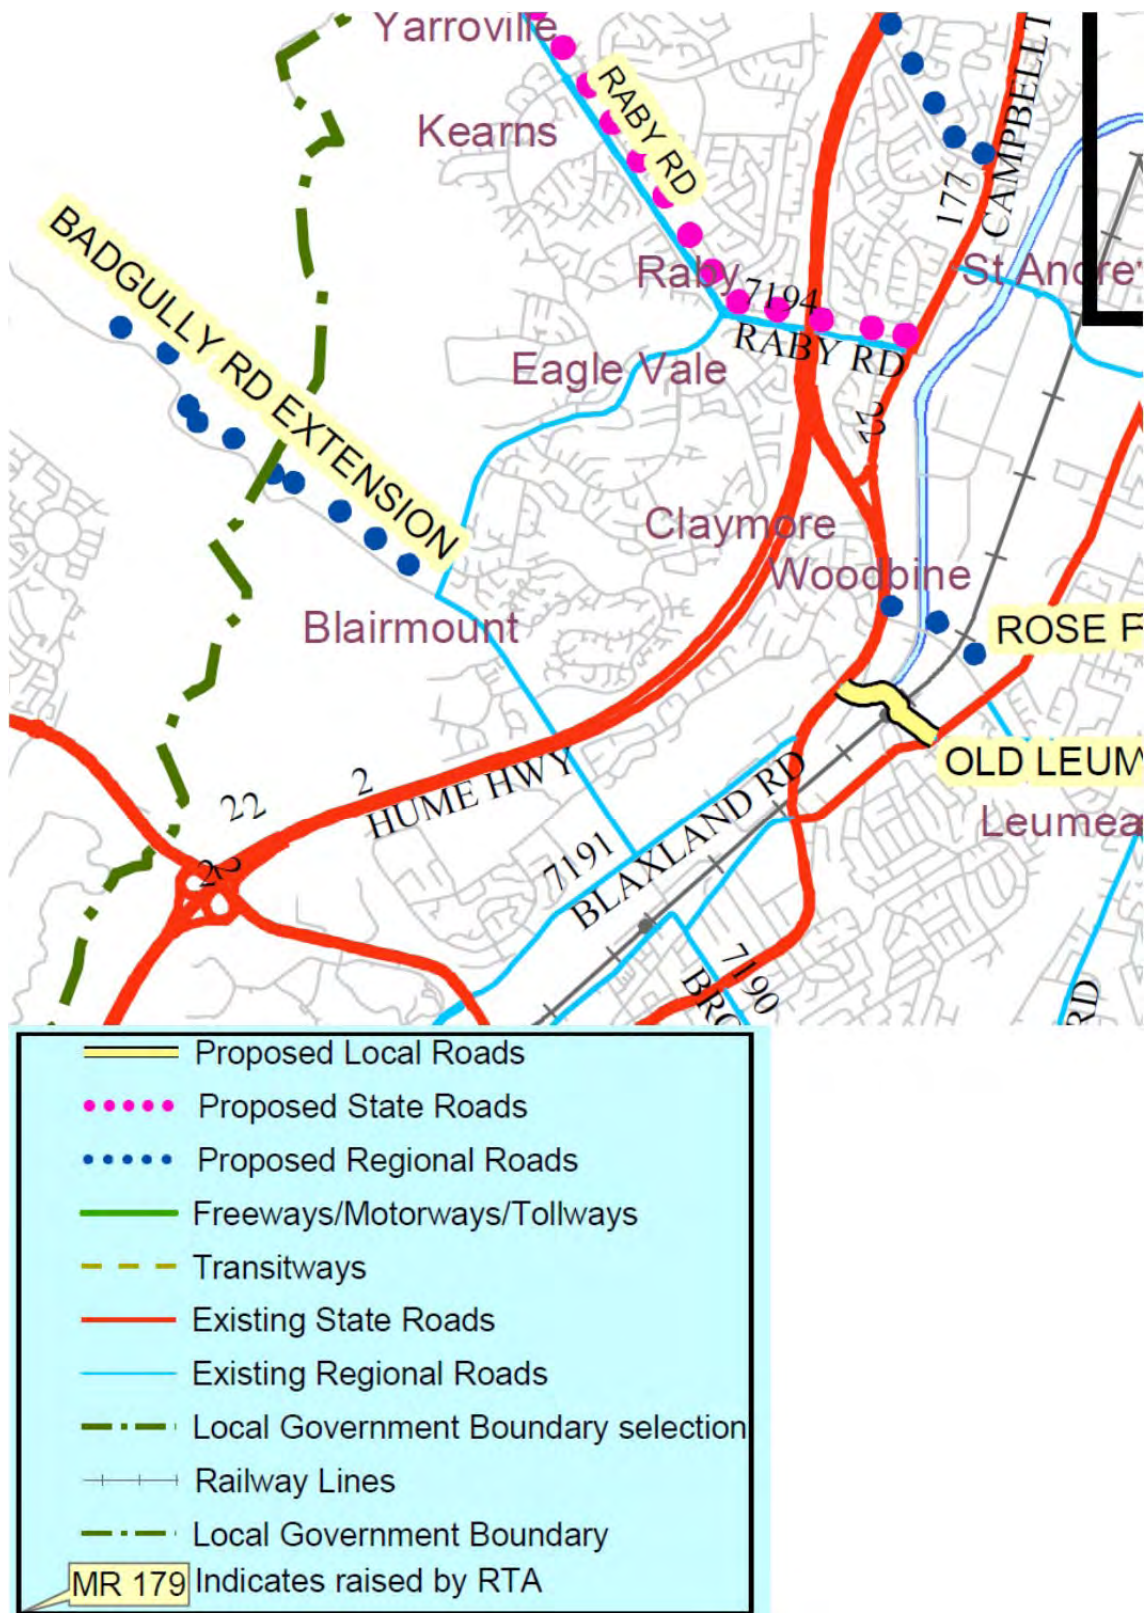 Yarroville
RABY RD
Kearns
CAMPBELLT
177
BADGULLY RD EXTENSION
Raby
7194
St Andre
RABY RD
Eagle Vale
Claymore
Woodbine
Blairmount
ROSE
OLD LEUM
2
22
HUME HWY
BLAXLAND RD
7191
Leumea
7190
BRO
RD
Proposed Local Roads
Proposed State Roads
Proposed Regional Roads
Freeways/Motorways/Tollways
Transitways
Existing State Roads
Existing Regional Roads
Local Government Boundary selection
Railway Lines
Local Government Boundary
MR 179 Indicates raised by RTA